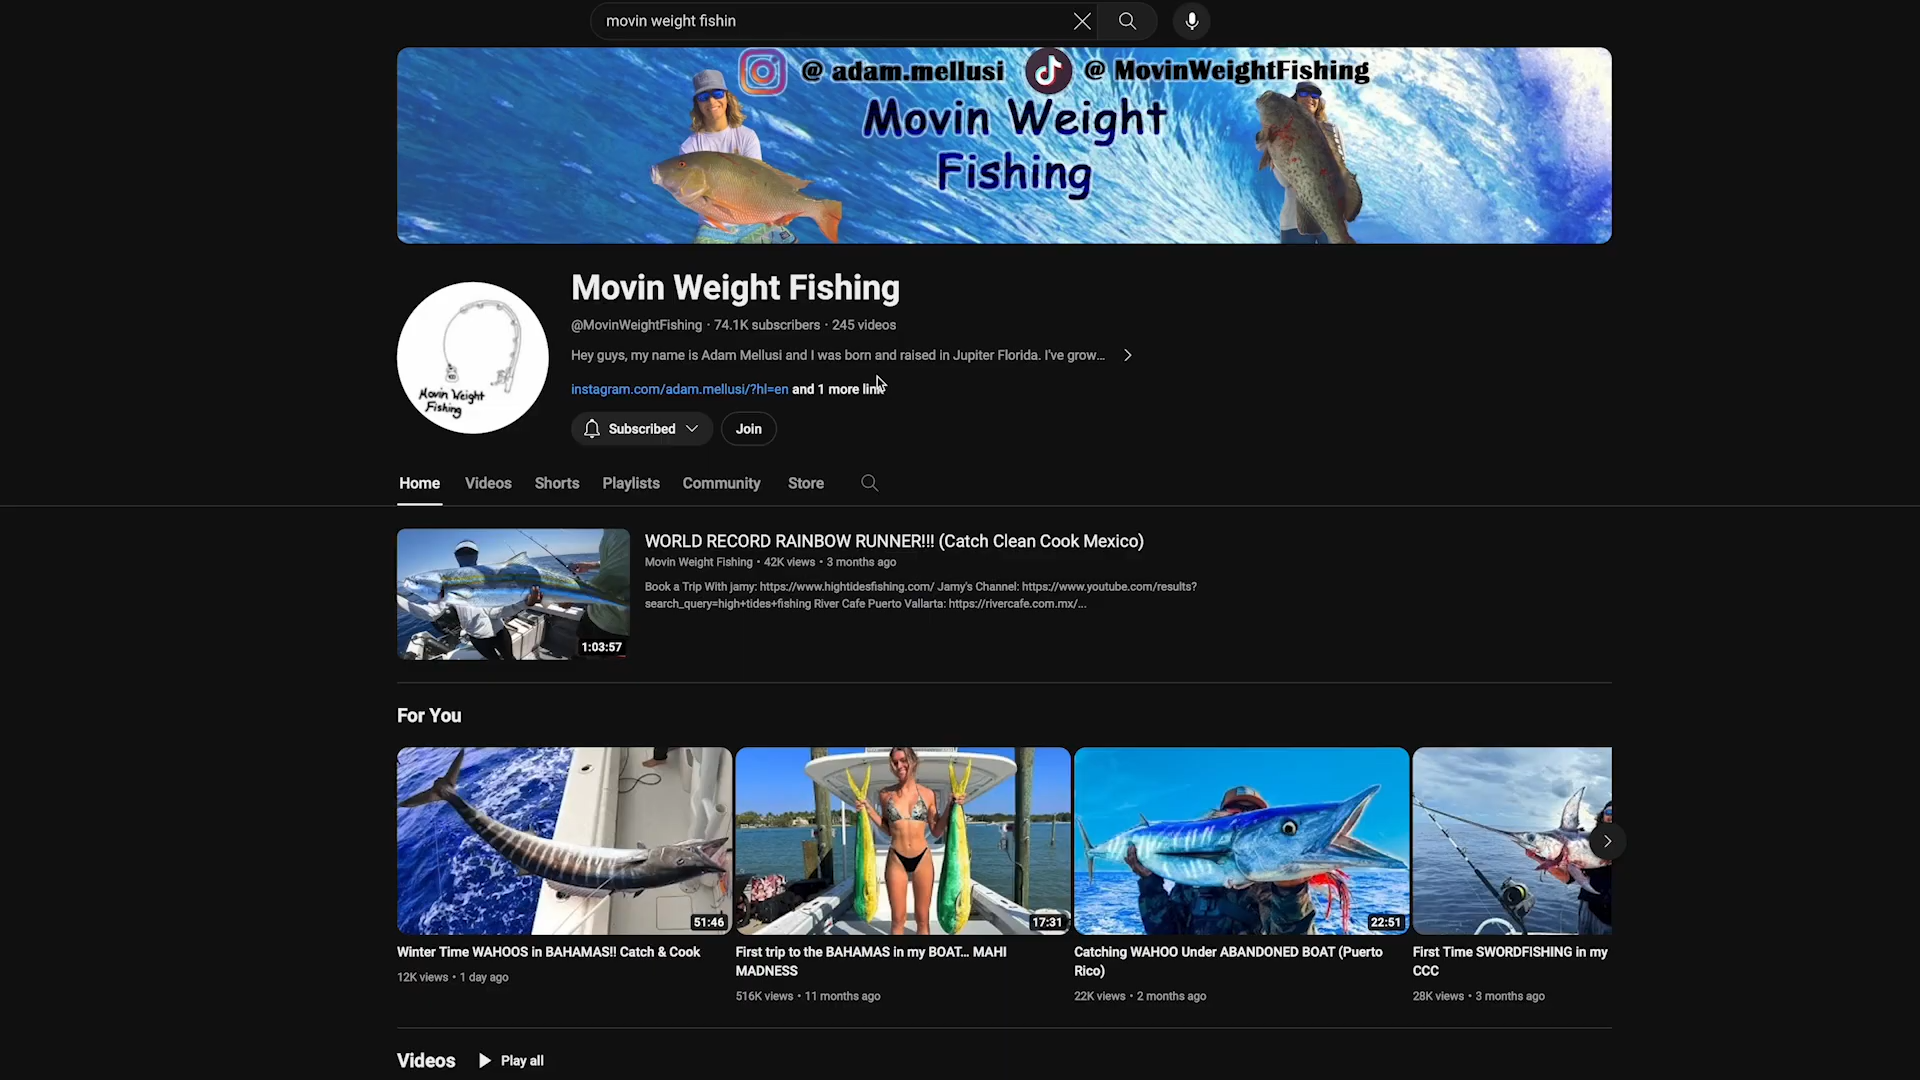 movin weight fishin
@ adam.mellusi @ MovinWeightFishing
Movin Weight
Fishing
Movin Weight Fishing
@MovinWeightFishing · 74.1K subscribers · 245 videos
Hey guys, my name is Adam Mellusi and I was born and raised in Jupiter Florida. I've grow...
instagram.com/adam.mellusi/?hl=en and 1 more link
Movin Weight
Fishing
Subscribed
Join
Home Videos Shorts Playlists Community Store
WORLD RECORD RAINBOW RUNNER!!! (Catch Clean Cook Mexico)
Movin Weight Fishing · 42K views · 3 months ago
Book a Trip With jamy: https://www.hightidesfishing.com/ Jamy's Channel: https://www.youtube.com/results?
search_query=high+tides+fishing River Cafe Puerto Vallarta: https://rivercafe.com.mx/...
1:03:57
For You
51:46
17:31
22:51
Winter Time WAHOOS in BAHAMAS!! Catch & Cook
12K views · 1 day ago
First trip to the BAHAMAS in my BOAT... MAHI
MADNESS
516K views · 11 months ago
Catching WAHOO Under ABANDONED BOAT (Puerto
Rico)
22K views · 2 months ago
First Time SWORDFISHING in my
CCC
28K views · 3 months ago
Videos Play all